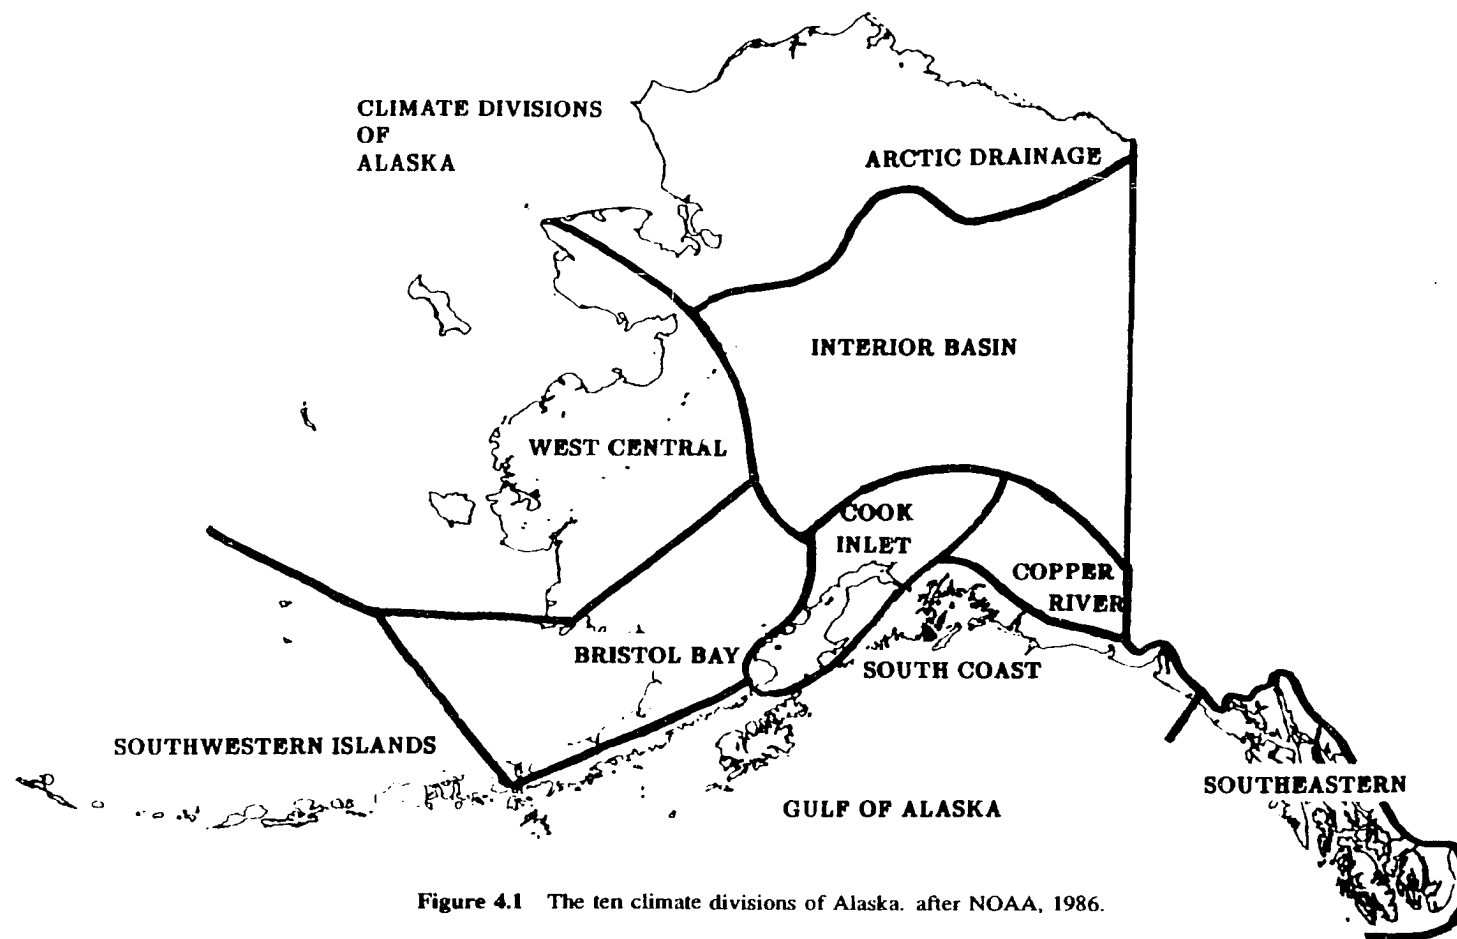 CLIMATE DIVISIONS
OF
ALASKA
ARCTIC DRAINAGE
INTERIOR BASIN
WEST CENTRAL
COOK
INLET
COPPER
RIVER
BRISTOL BAY
SOUTH COAST
SOUTHWESTERN ISLANDS
SOUTHEASTERN
GULF OF ALASKA
Figure 4.1 The ten climate divisions of Alaska. after NOAA, 1986.